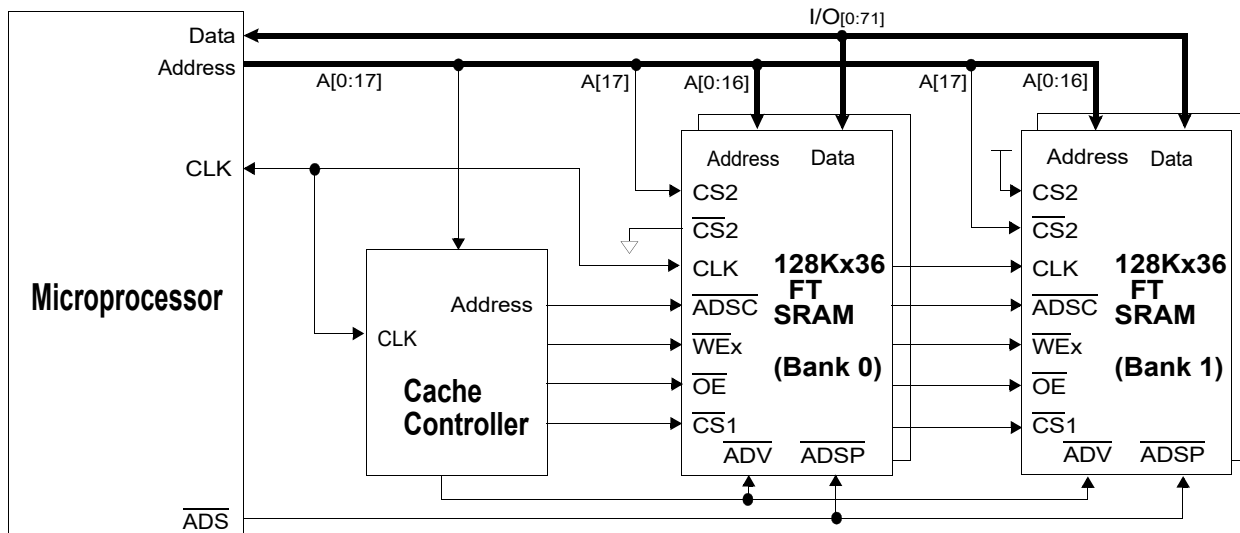 I/O[0:71]
Data
Address
A[0:17]
A[17]
A[0:16]
A[17]
A[0:16]
CLK
Microprocessor
ADS
Address
CLK
Cache
Controller
Address Data
CS2
CS2
CLK
ADSC
WEx
OE
CS1
128Kx36
FT
SRAM
(Bank 0)
ADV ADSP
Address Data
CS2
CS2
CLK
ADSC
WEx
OE
CS1
128Kx36
FT
SRAM
(Bank 1)
ADV ADSP